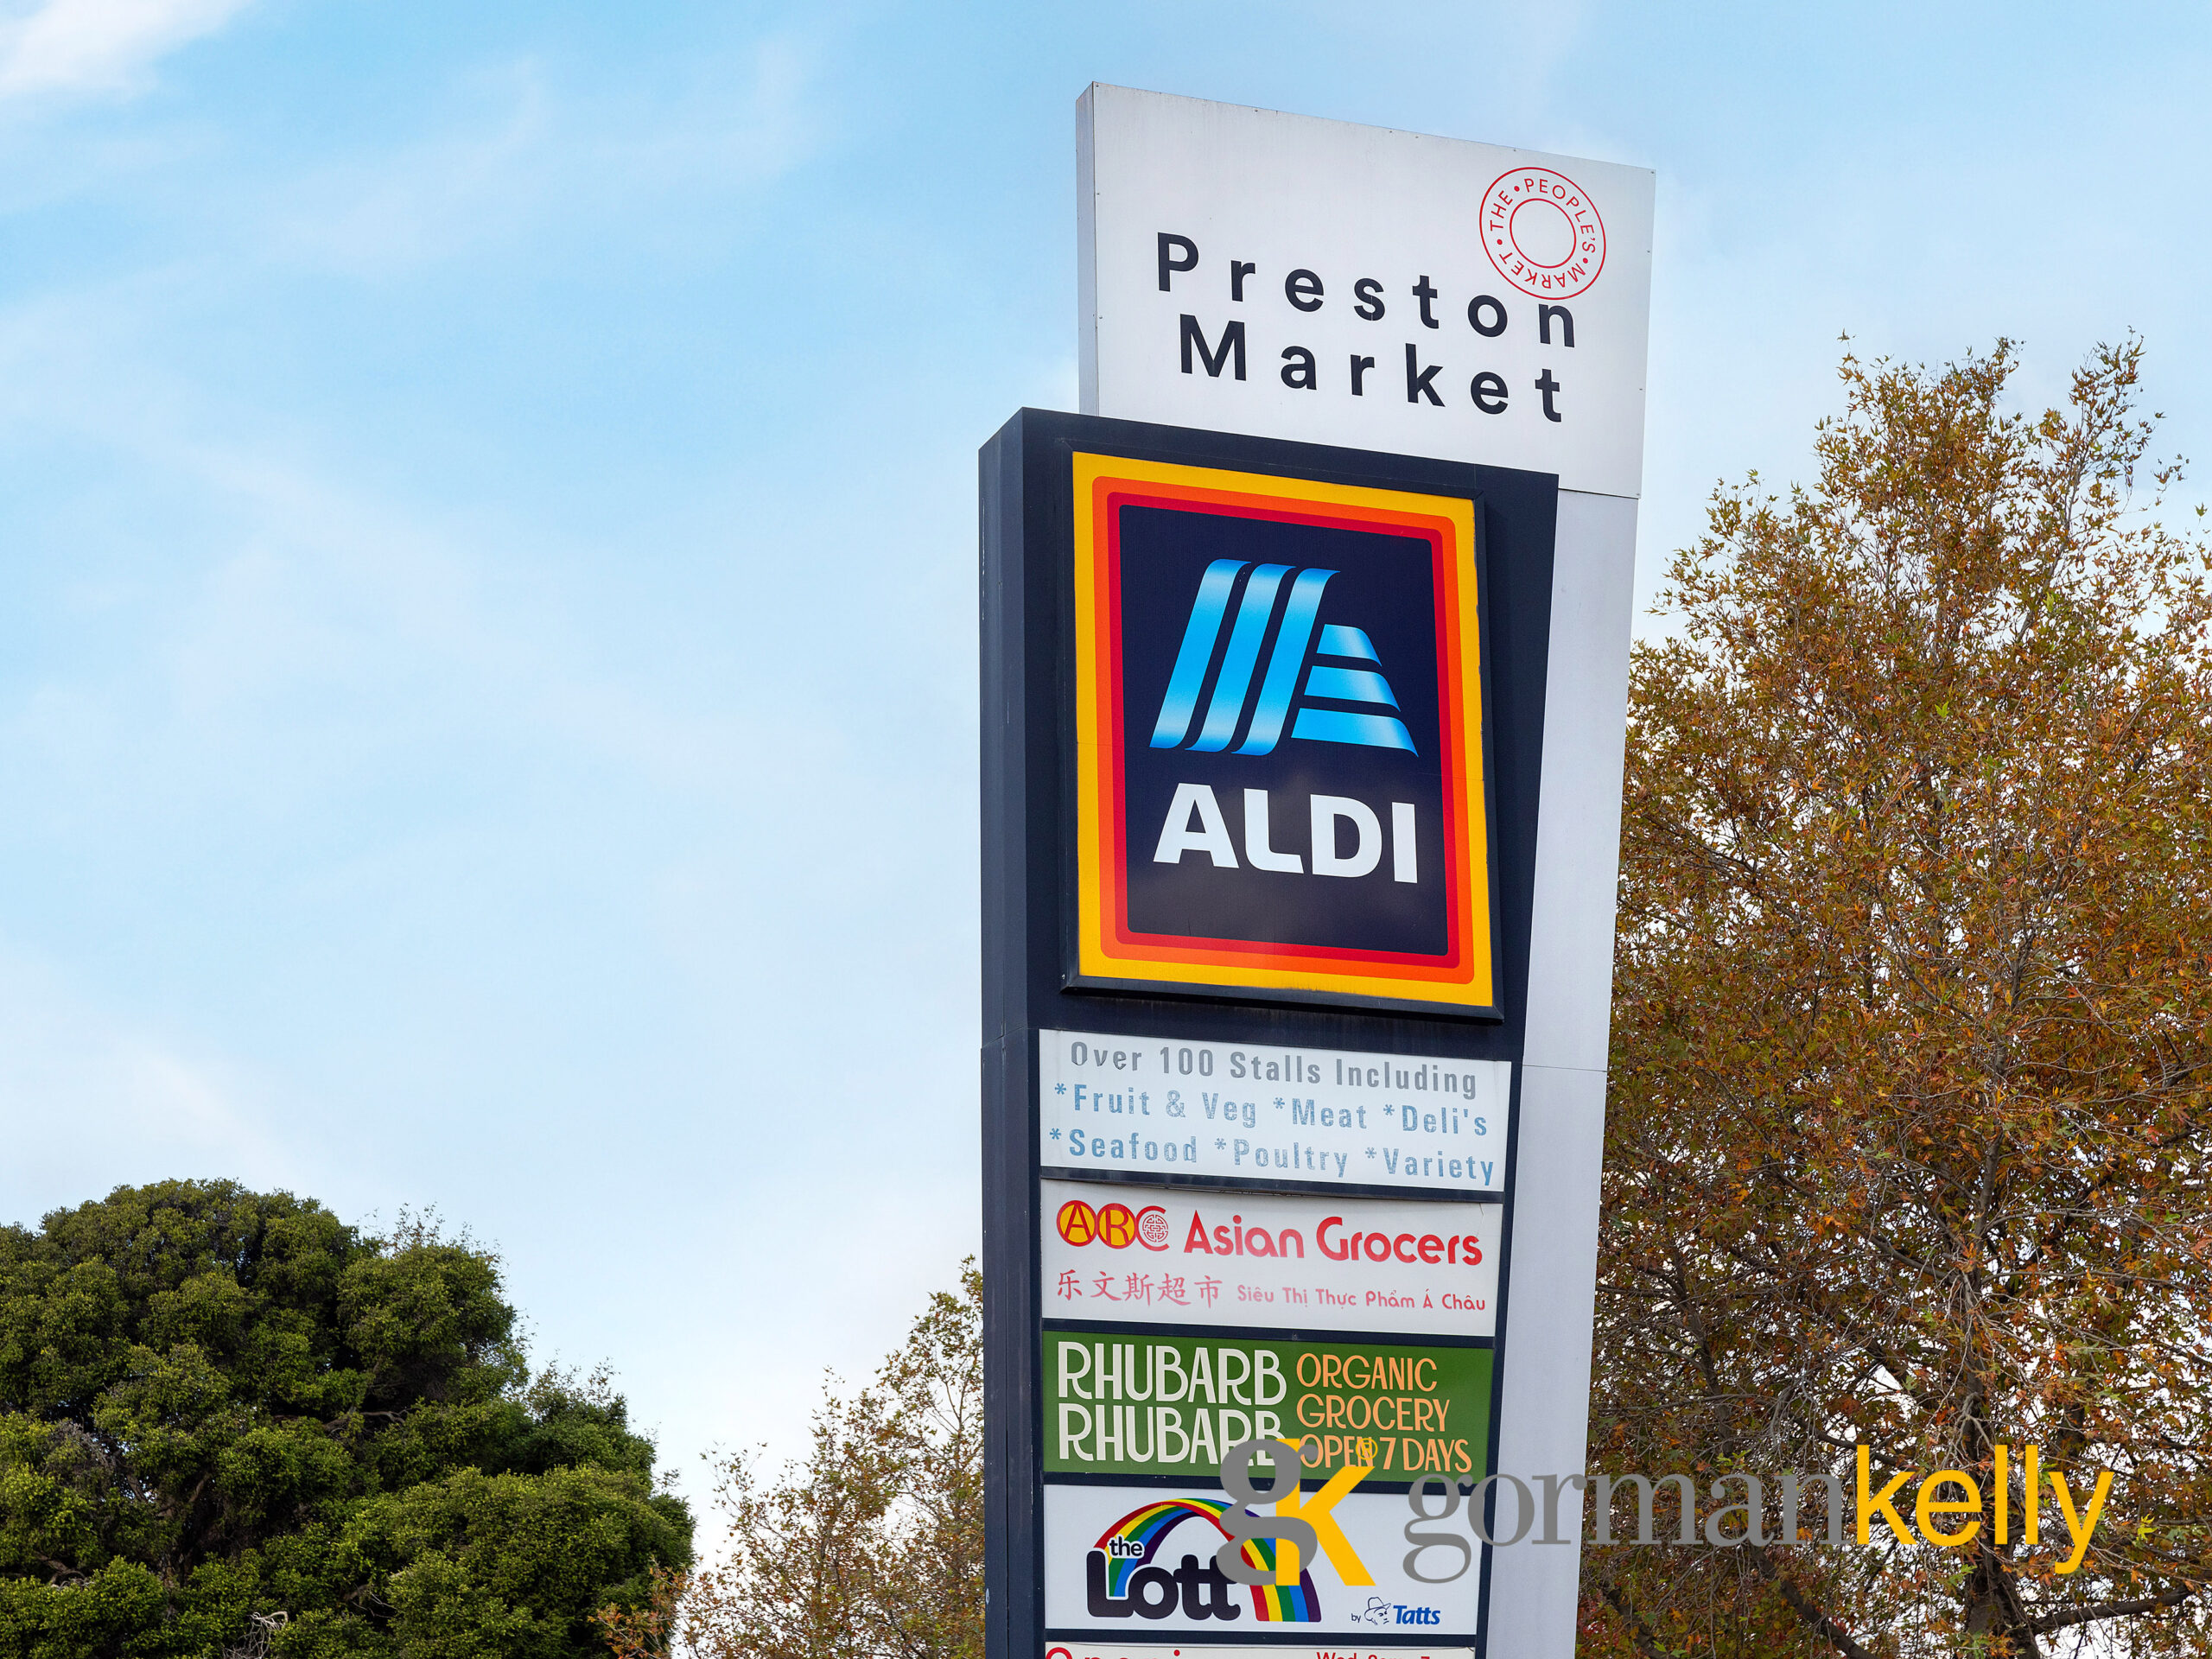 THE • PEOPLE'S • MARKET •
Preston
Market
ALDI
Over 100 Stalls Including
*Fruit & Veg *Meat *Deli's
*Seafood *Poultry *Variety
ABC Asian Grocers
乐文斯超市 Siêu Thị Thực Phẩm Á Châu
RHUBARB
RHUBARB
ORGANIC
GROCERY
OPEN 7 DAYS
the
Lott
by Tatts
gk gormankelly